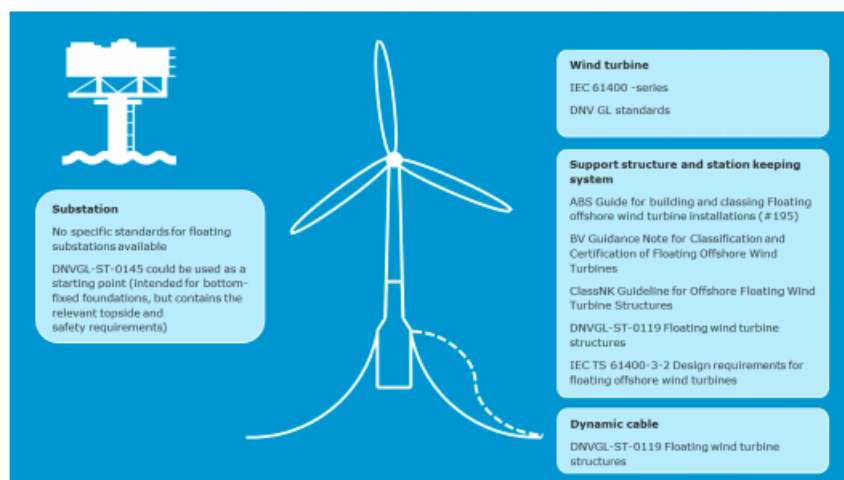 Substation
No specific standards for floating
substations available
DNVGL-ST-0145 could be used as a
starting point (intended for bottom-
fixed foundations, but contains the
relevant topside and
safety requirements)
Wind turbine
IEC 61400 -series
DNV GL standards
Support structure and station keeping
system
ABS Guide for building and classing Floating
offshore wind turbine installations (#195)
BV Guidance Note for Classification and
Certification of Floating Offshore Wind
Turbines
ClassNK Guideline for Offshore Floating Wind
Turbine Structures
DNVGL-ST-0119 Floating wind turbine
structures
IEC TS 61400-3-2 Design requirements for
floating offshore wind turbines
Dynamic cable
DNVGL-ST-0119 Floating wind turbine
structures